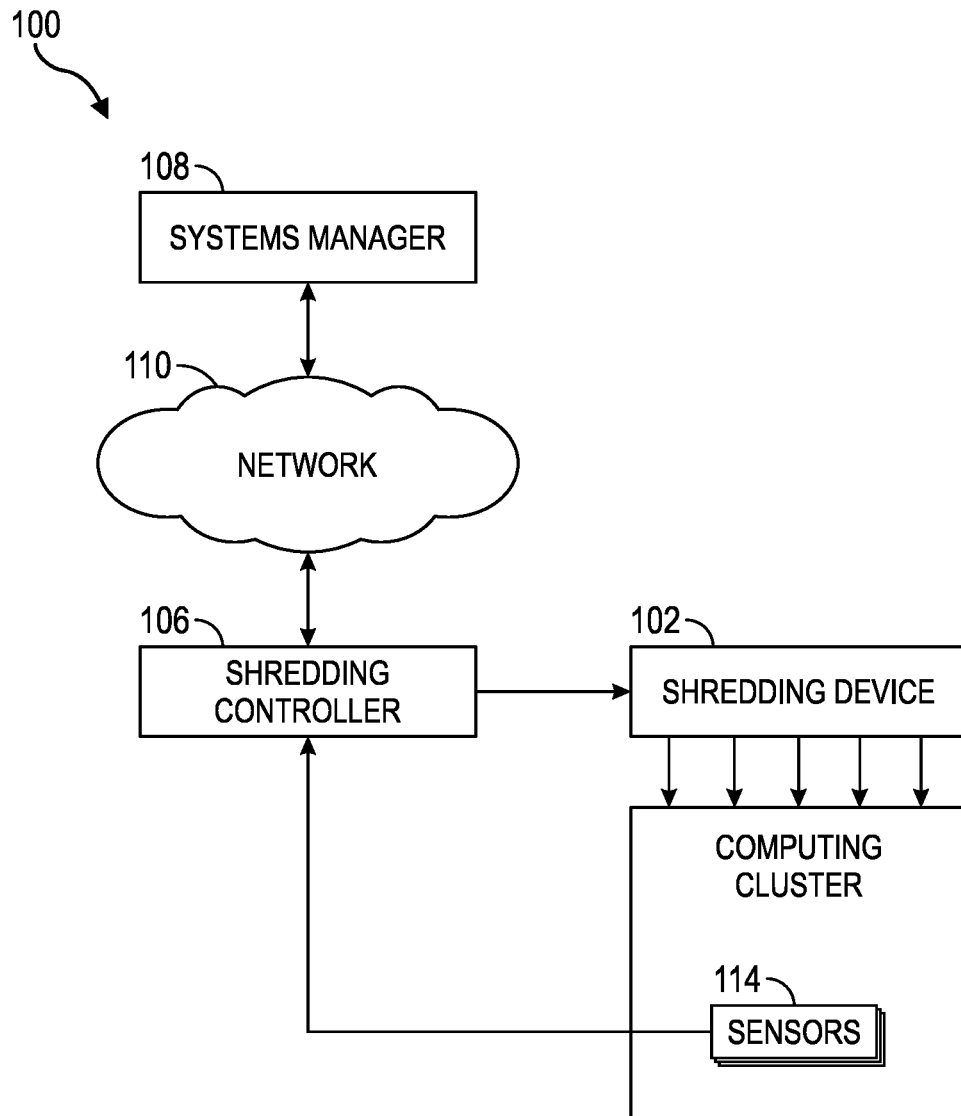 100
108
SYSTEMS MANAGER
110
NETWORK
106
SHREDDING
CONTROLLER
102
SHREDDING DEVICE
COMPUTING
CLUSTER
114
SENSORS